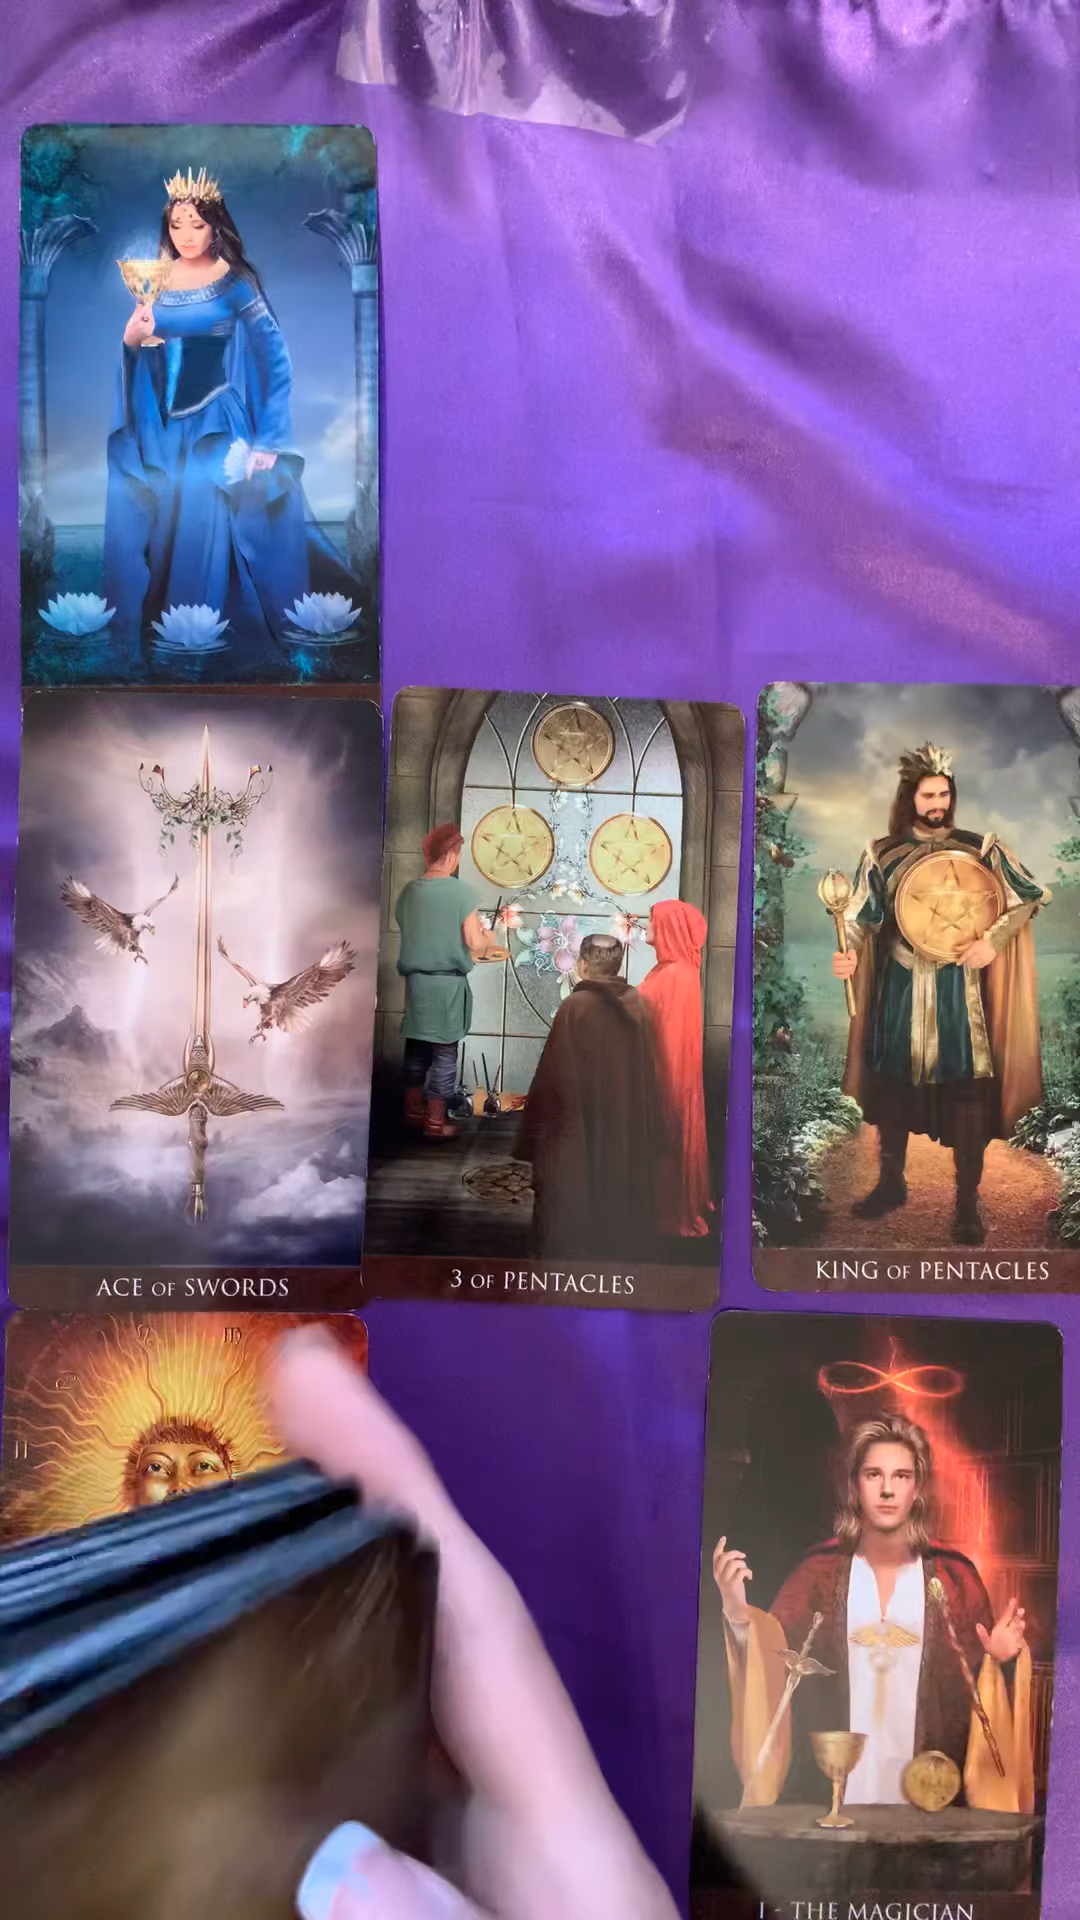 ACE OF SWORDS
3 OF PENTACLES
KING OF PENTACLES
I - THE MAGICIAN